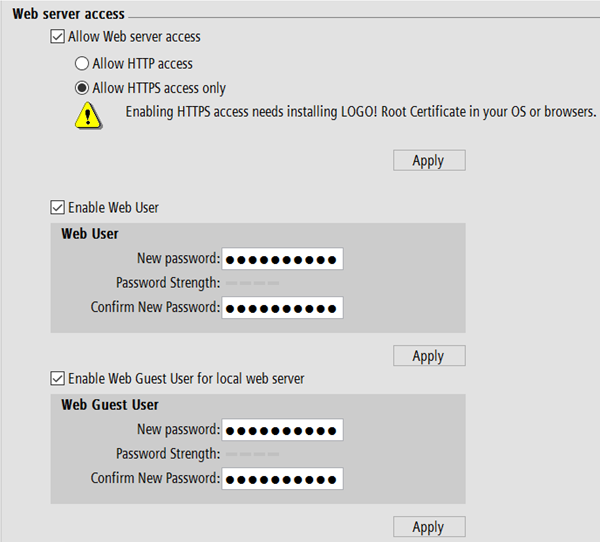 Web server access
Allow Web server access
Allow HTTP access
Allow HTTPS access only
Enabling HTTPS access needs installing LOGO! Root Certificate in your OS or browsers.
Apply
Enable Web User
Web User
New password: ●●●●●●●●●●
Password Strength:
Confirm New Password: ●●●●●●●●●●
Apply
Enable Web Guest User for local web server
Web Guest User
New password: ●●●●●●●●●●
Password Strength:
Confirm New Password: ●●●●●●●●●●
Apply